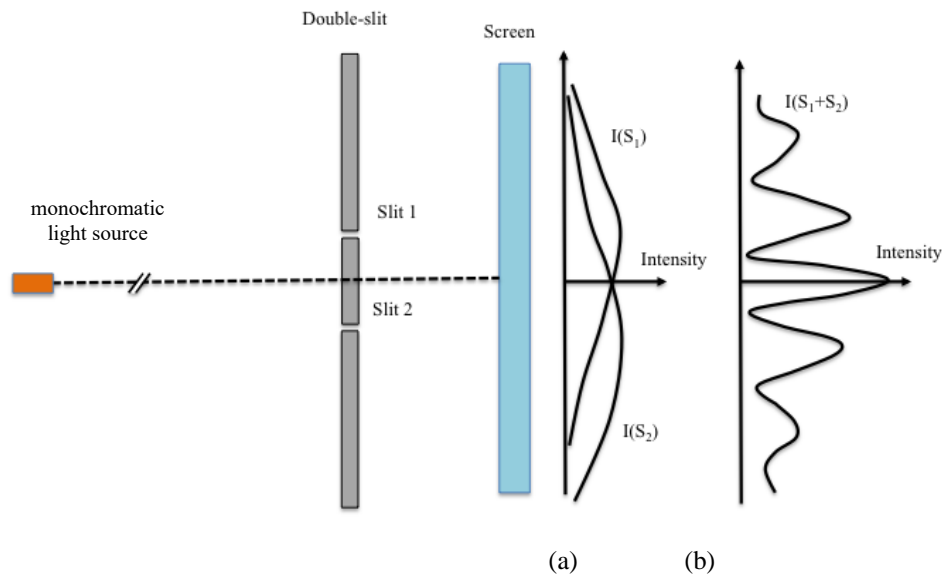 Double-slit
Screen
I(S₁)
I(S₁+S₂)
monochromatic
light source
Slit 1
Intensity
Intensity
Slit 2
I(S₂)
(a)
(b)